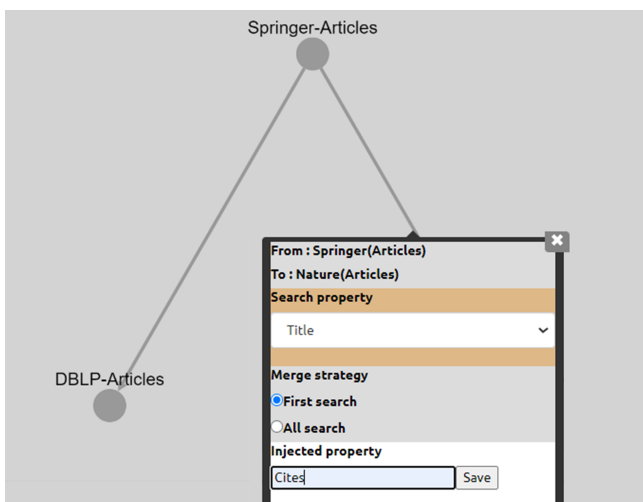 Springer-Articles
From : Springer(Articles)
To : Nature(Articles)
Search property
Title
DBLP-Articles
Merge strategy
First search
All search
Injected property
Cites
Save